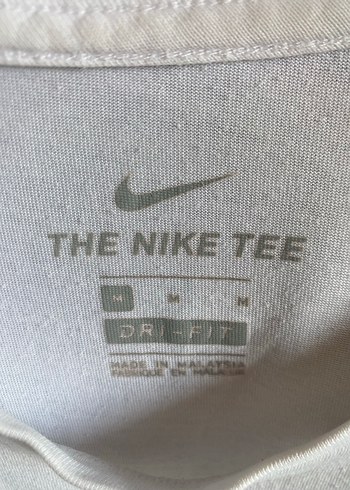 THE NIKE TEE
M M M
DRI-FIT
MADE IN MALAYSIA
FABRIQUÉ EN MALAISIE